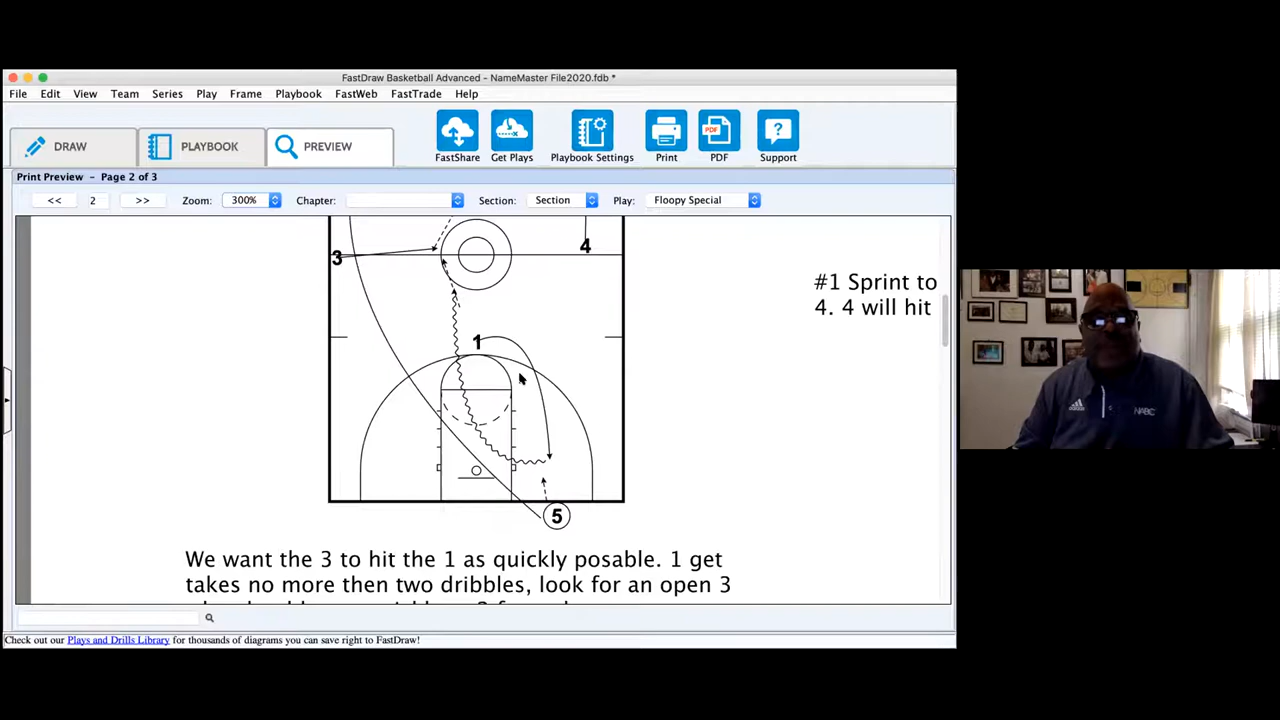 FastDraw Basketball Advanced - NameMaster File2020.fdb *
File Edit View Team Series Play Frame Playbook FastWeb FastTrade Help
DRAW PLAYBOOK PREVIEW
FastShare Get Plays Playbook Settings Print PDF Support
Print Preview - Page 2 of 3
<< 2 >> Zoom: 300% Chapter: Section: Section Play: Floopy Special
3 4
1
5
#1 Sprint to
4. 4 will hit
We want the 3 to hit the 1 as quickly posable. 1 get
takes no more then two dribbles, look for an open 3
Check out our Plays and Drills Library for thousands of diagrams you can save right to FastDraw!
NABC